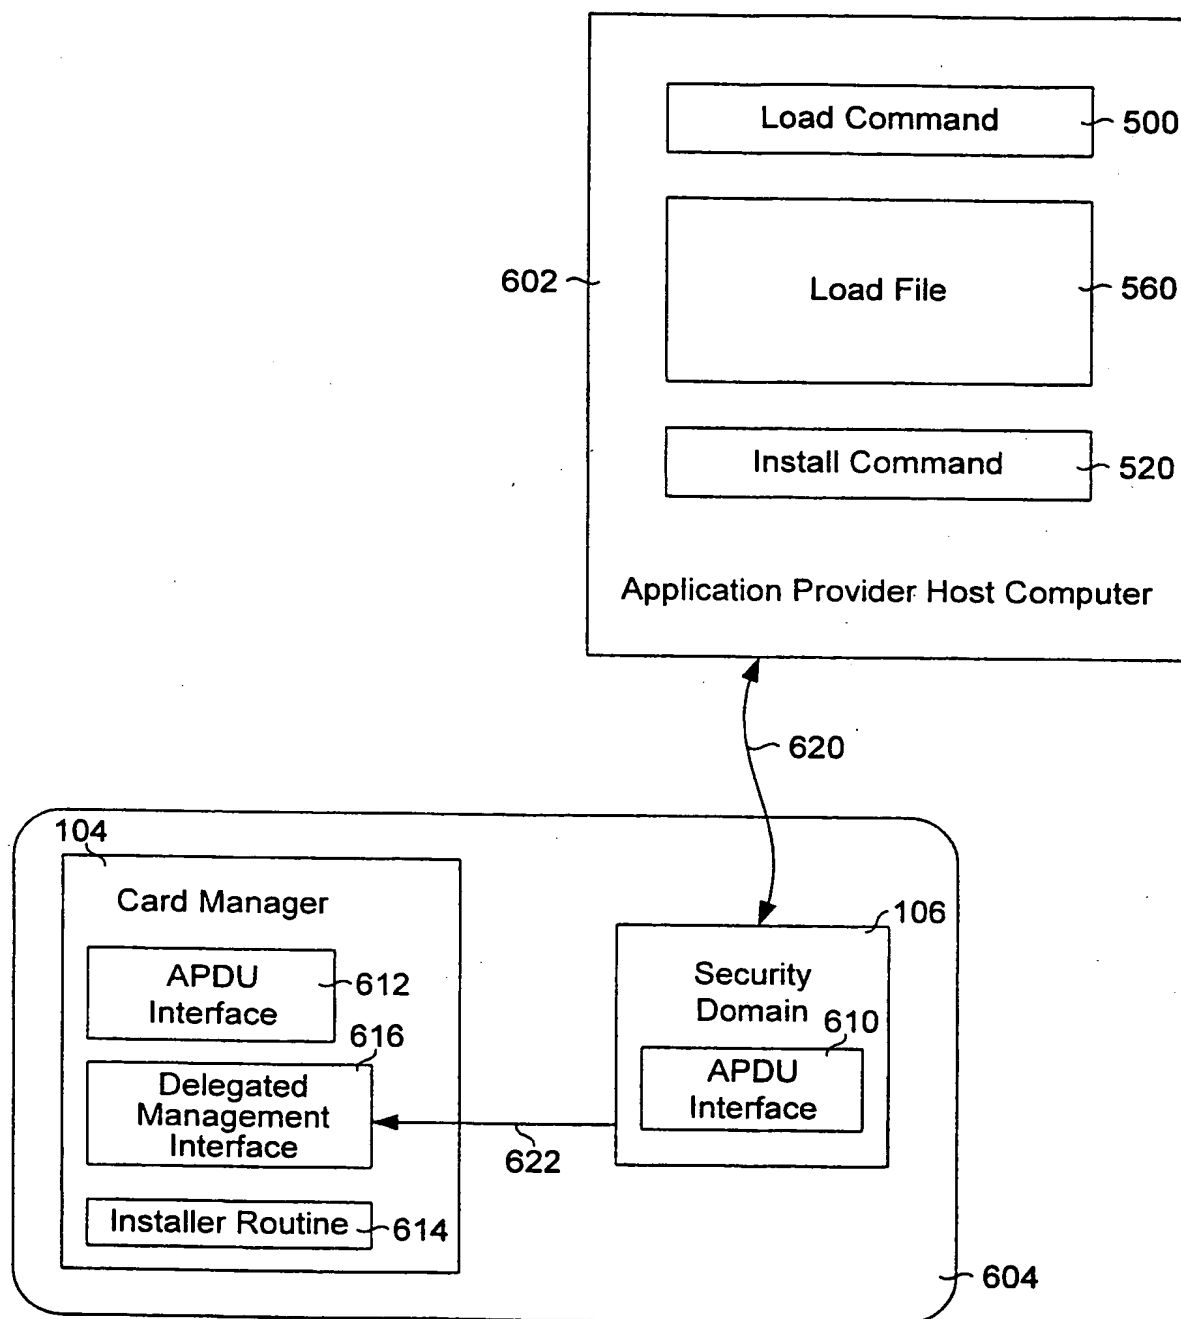 Load Command
500
602
Load File
560
Install Command
520
Application Provider Host Computer
620
104
Card Manager
106
APDU
Interface
612
Security
Domain
616
610
Delegated
Management
Interface
APDU
Interface
622
Installer Routine
614
604